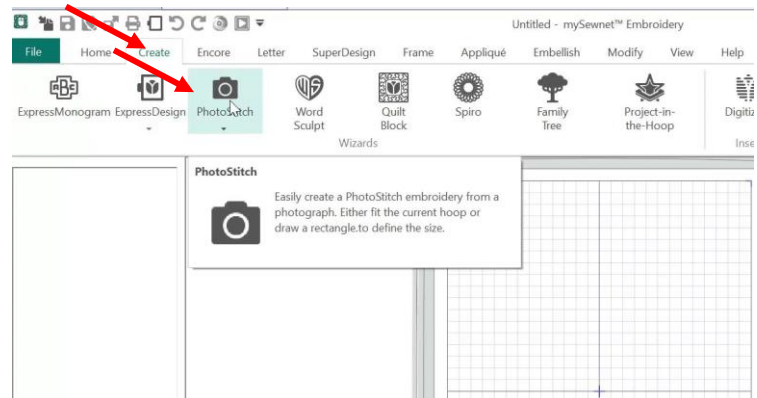 Untitled - mySewnet™ Embroidery
File Home Create Encore Letter SuperDesign Frame Appliqué Embellish Modify View Help
ExpressMonogram ExpressDesign PhotoStitch Word Quilt Spiro Family Project-in- Digitiz
Sculpt Block Tree the-Hoop
Wizards Inse
PhotoStitch
Easily create a PhotoStitch embroidery from a
photograph. Either fit the current hoop or
draw a rectangle.to define the size.